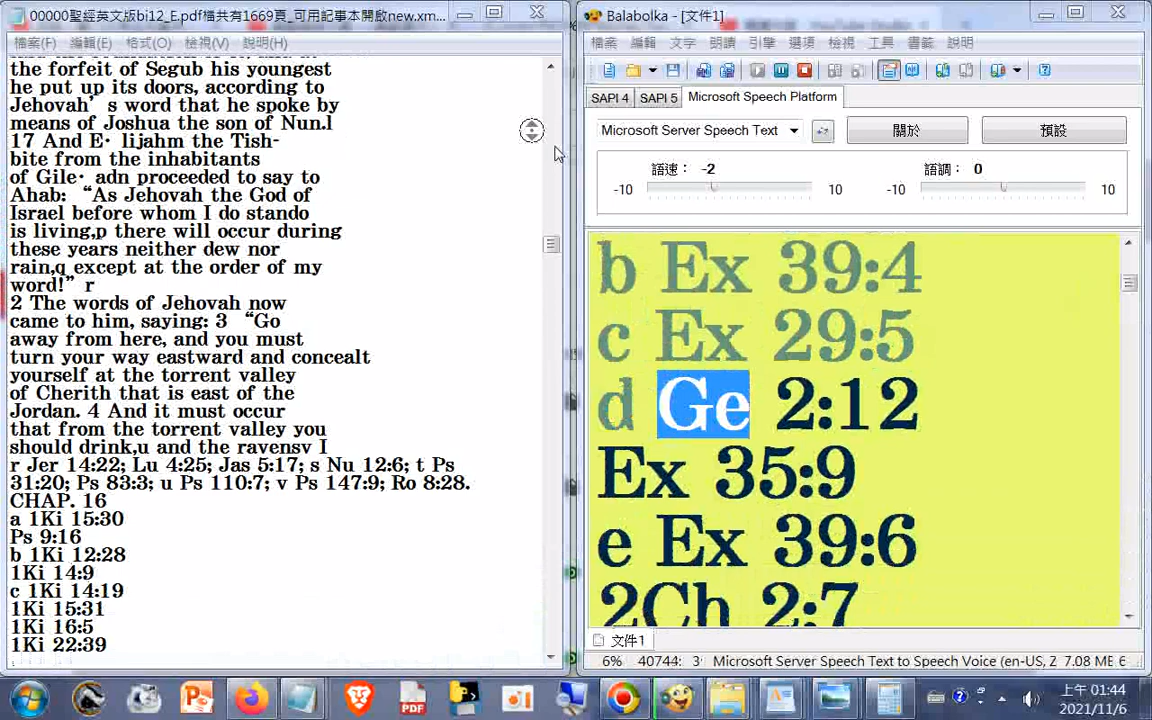 00000聖經英文版bi12_E.pdf檔共有1669頁_可用記事本開啟new.xm...
檔案(F) 編輯(E) 格式(O) 檢視(V) 說明(H)
the forfeit of Segub his youngest
he put up its doors, according to
Jehovah’s word that he spoke by
means of Joshua the son of Nun.l
17 And E·lijahm the Tish-
bite from the inhabitants
of Gile·adn proceeded to say to
Ahab: “As Jehovah the God of
Israel before whom I do stando
is living,p there will occur during
these years neither dew nor
rain,q except at the order of my
word!” r
2 The words of Jehovah now
came to him, saying: 3 “Go
away from here, and you must
turn your way eastward and concealt
yourself at the torrent valley
of Cherith that is east of the
Jordan. 4 And it must occur
that from the torrent valley you
should drink,u and the ravensv I
r Jer 14:22; Lu 4:25; Jas 5:17; s Nu 12:6; t Ps
31:20; Ps 83:3; u Ps 110:7; v Ps 147:9; Ro 8:28.
CHAP. 16
a 1Ki 15:30
Ps 9:16
b 1Ki 12:28
1Ki 14:9
c 1Ki 14:19
1Ki 15:31
1Ki 16:5
1Ki 22:39
Balabolka - [文件1]
檔案 編輯 文字 朗讀 引擎 選項 檢視 工具 書籤 說明
SAPI 4 SAPI 5 Microsoft Speech Platform
Microsoft Server Speech Text 關於 預設
語速： -2 語調： 0
-10 10 -10 10
b Ex 39:4
c Ex 29:5
d Ge 2:12
Ex 35:9
e Ex 39:6
2Ch 2:7
文件1
6% 40744: 3 Microsoft Server Speech Text to Speech Voice (en-US, Z 7.08 MB 6
PDF
上午 01:44
2021/11/6